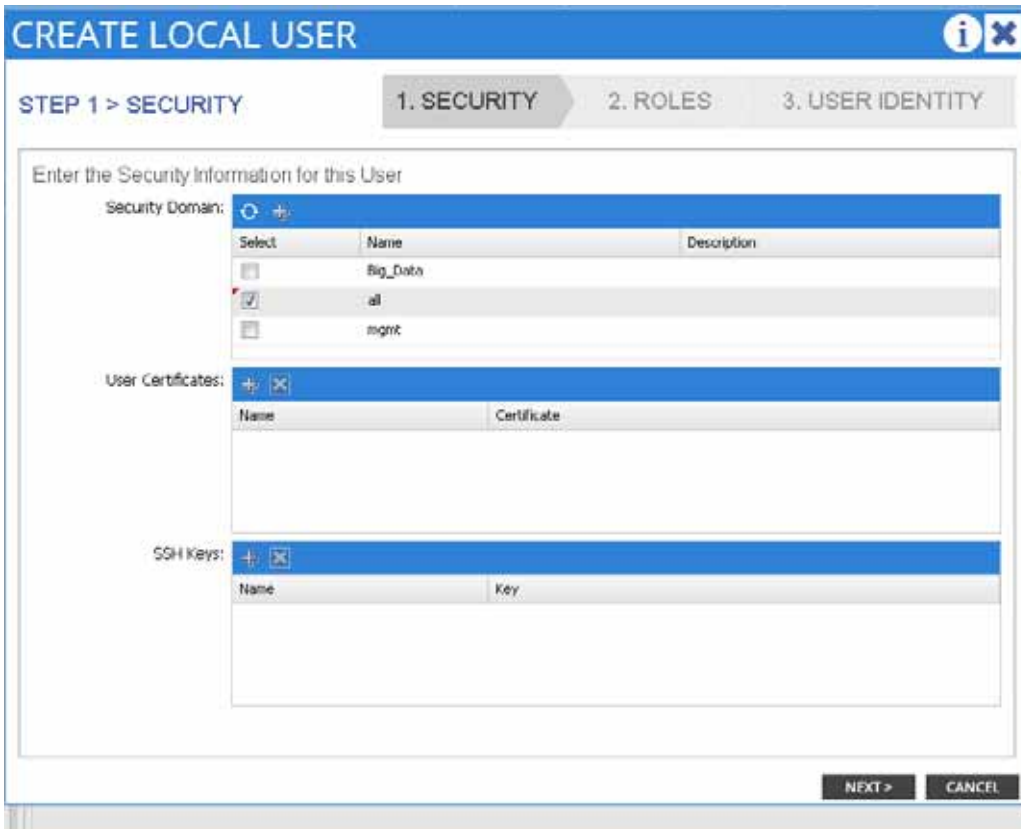 CREATE LOCAL USER
STEP 1 > SECURITY
1. SECURITY
2. ROLES
3. USER IDENTITY
Enter the Security Information for this User
Security Domain:
Select Name Description
Big_Data
all
mgmt
User Certificates:
Name Certificate
SSH Keys:
Name Key
NEXT >
CANCEL